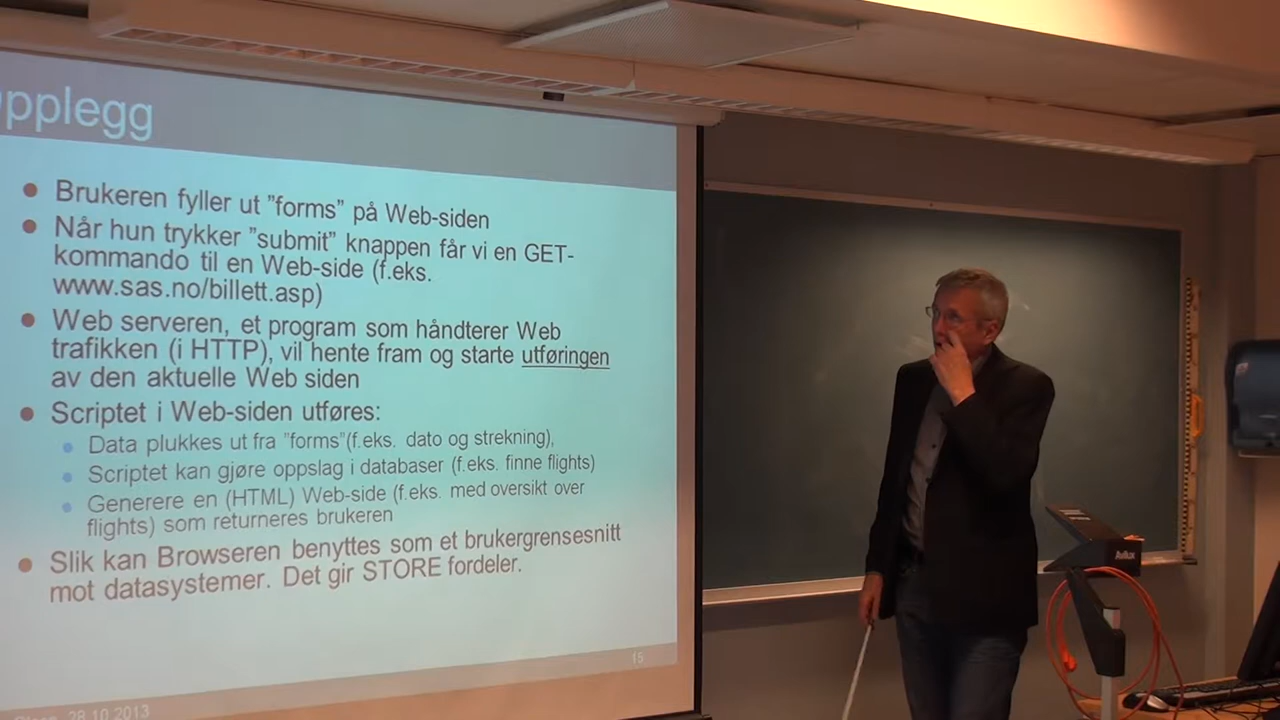 Opplegg
Brukeren fyller ut ”forms” på Web-siden
Når hun trykker ”submit” knappen får vi en GET-
kommando til en Web-side (f.eks.
www.sas.no/billett.asp)
Web serveren, et program som håndterer Web
trafikken (i HTTP), vil hente fram og starte utføringen
av den aktuelle Web siden
Scriptet i Web-siden utføres:
Data plukkes ut fra ”forms”(f.eks. dato og strekning),
Scriptet kan gjøre oppslag i databaser (f.eks. finne flights)
Generere en (HTML) Web-side (f.eks. med oversikt over
flights) som returneres brukeren
Slik kan Browseren benyttes som et brukergrensesnitt
mot datasystemer. Det gir STORE fordeler.
15
28.10.2013